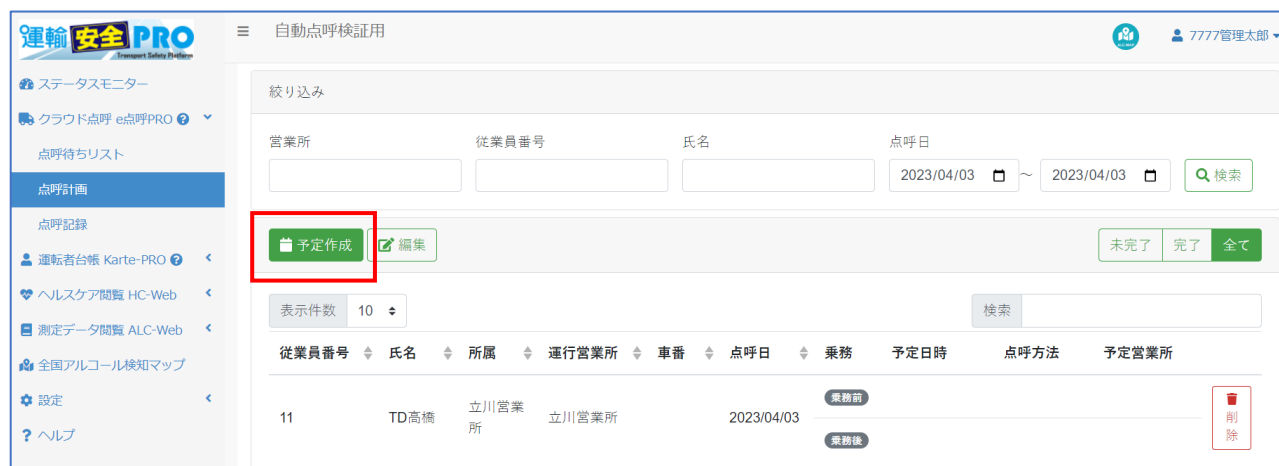 運輸安全PRO
Transport Safety Platform
自動点呼検証用
ALC-MAP
7777管理太郎
ステータスモニター
クラウド点呼 e点呼PRO
点呼待ちリスト
点呼計画
点呼記録
運転者台帳 Karte-PRO
ヘルスケア閲覧 HC-Web
測定データ閲覧 ALC-Web
全国アルコール検知マップ
設定
ヘルプ
絞り込み
営業所 従業員番号 氏名 点呼日
2023/04/03 ～ 2023/04/03 検索
予定作成 編集 未完了 完了 全て
表示件数 10 検索
従業員番号 氏名 所属 運行営業所 車番 点呼日 乗務 予定日時 点呼方法 予定営業所
11 TD高橋 立川営業所 立川営業所 2023/04/03 乗務前 乗務後 削除